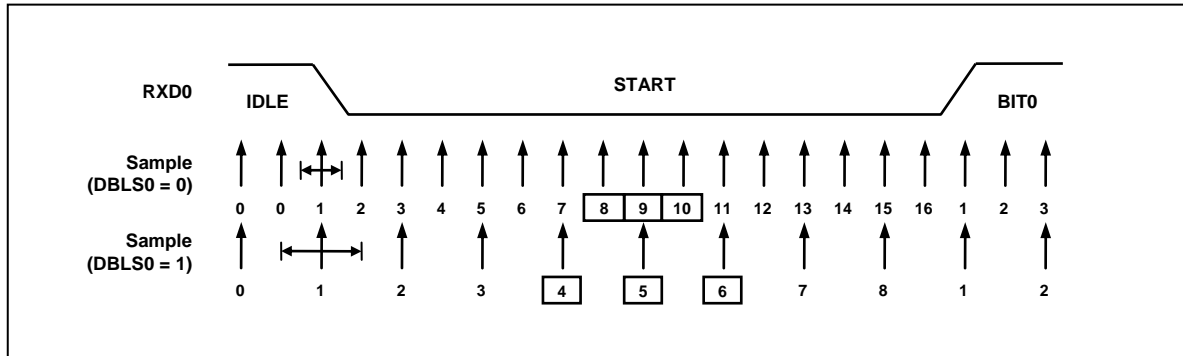 RXD0
IDLE
START
BIT0
Sample
(DBLS0 = 0)
0 0 1 2 3 4 5 6 7 8 9 10 11 12 13 14 15 16 1 2 3
Sample
(DBLS0 = 1)
0 1 2 3 4 5 6 7 8 1 2